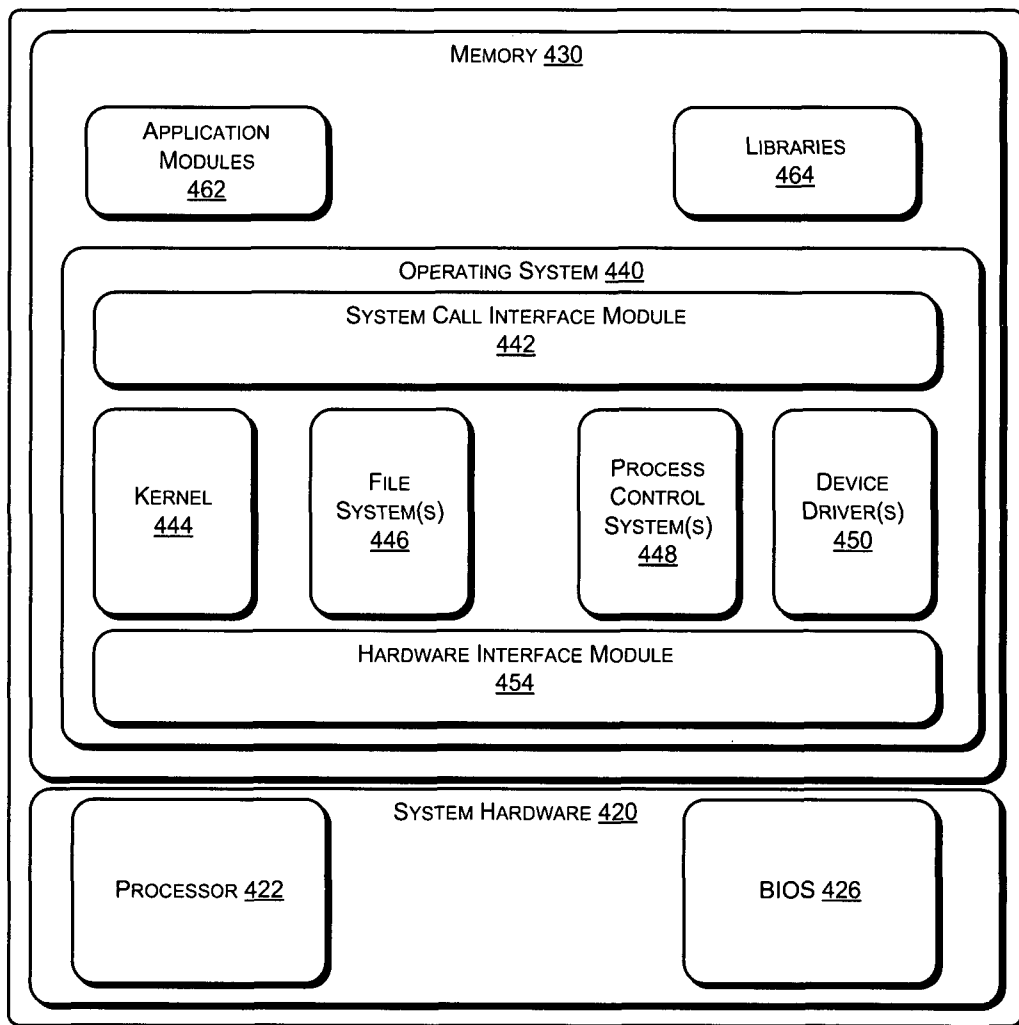 MEMORY 430
APPLICATION
MODULES
462
LIBRARIES
464
OPERATING SYSTEM 440
SYSTEM CALL INTERFACE MODULE
442
KERNEL
444
FILE
SYSTEM(S)
446
PROCESS
CONTROL
SYSTEM(S)
448
DEVICE
DRIVER(S)
450
HARDWARE INTERFACE MODULE
454
SYSTEM HARDWARE 420
PROCESSOR 422
BIOS 426